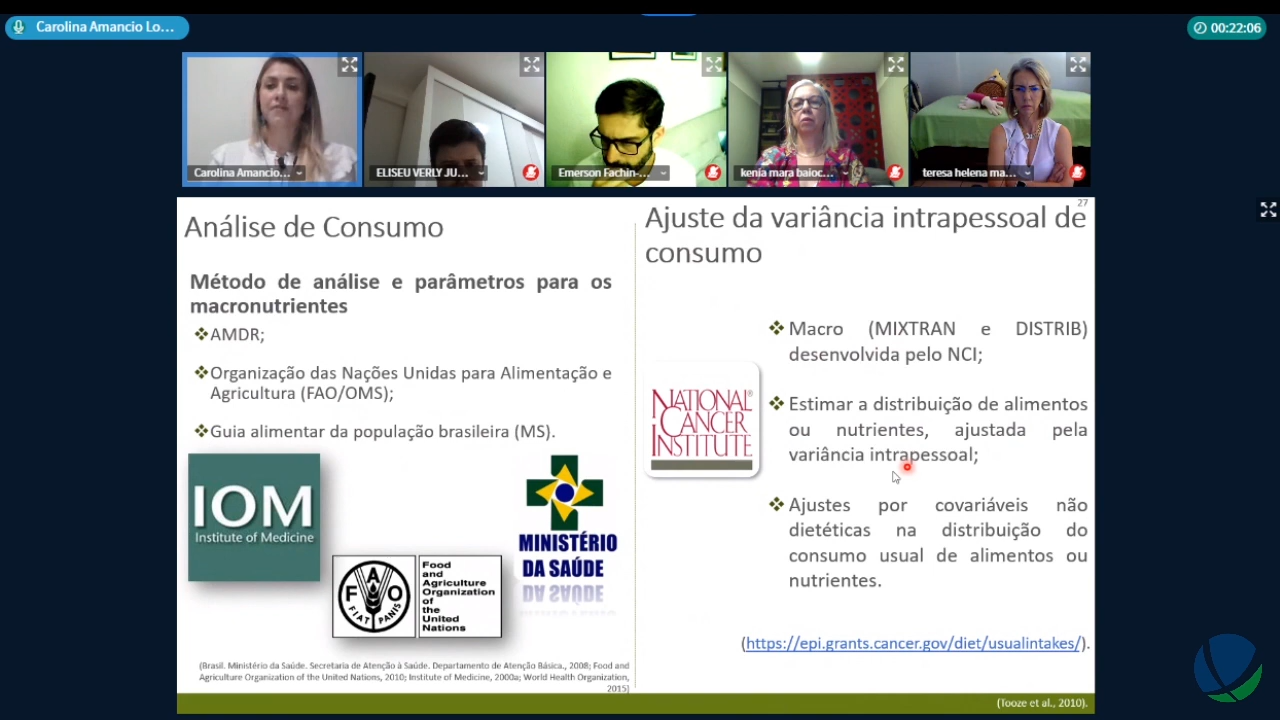 Carolina Amancio Lo...
00:22:06
Carolina Amancio...
ELISEU VERLY JU...
Emerson Fachin-...
kenia mara baioc...
teresa helena ma...
27
Análise de Consumo
Método de análise e parâmetros para os
macronutrientes
AMDR;
Organização das Nações Unidas para Alimentação e
Agricultura (FAO/OMS);
Guia alimentar da população brasileira (MS).
IOM
Institute of Medicine
FAO
FIAT PANIS
Food
and
Agriculture
Organization
of
the
United
Nations
MINISTÉRIO
DA SAÚDE
(Brasil. Ministério da Saúde. Secretaria de Atenção à Saúde. Departamento de Atenção Básica., 2008; Food and
Agriculture Organization of the United Nations, 2010; Institute of Medicine, 2000a; World Health Organization,
2015)
Ajuste da variância intrapessoal de
consumo
NATIONAL
CANCER
INSTITUTE
Macro (MIXTRAN e DISTRIB)
desenvolvida pelo NCI;
Estimar a distribuição de alimentos
ou nutrientes, ajustada pela
variância intrapessoal;
Ajustes por covariáveis não
dietéticas na distribuição do
consumo usual de alimentos ou
nutrientes.
(https://epi.grants.cancer.gov/diet/usualintakes/).
(Tooze et al., 2010).